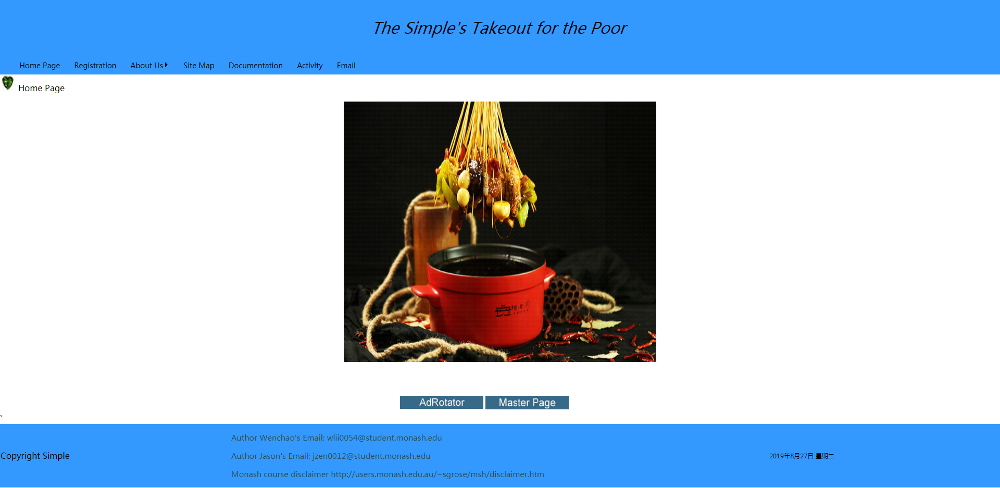 The Simple's Takeout for the Poor
Home Page Registration About Us Site Map Documentation Activity Email
Home Page
AdRotator Master Page
`
Author Wenchao's Email: wlii0054@student.monash.edu
Copyright Simple Author Jason's Email: jzen0012@student.monash.edu 2019年8月27日 星期二
Monash course disclaimer http://users.monash.edu.au/~sgrose/msh/disclaimer.htm